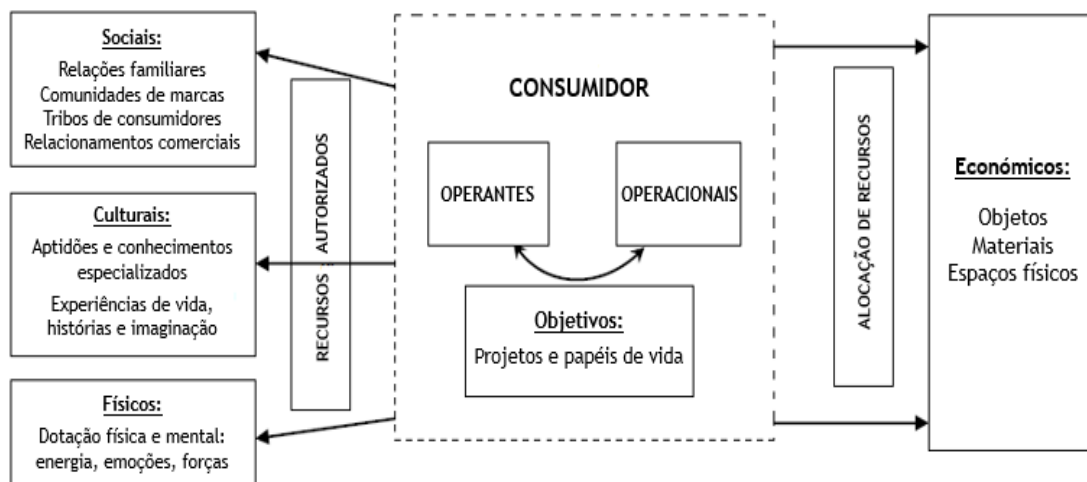 Sociais:
Relações familiares
Comunidades de marcas
Tribos de consumidores
Relacionamentos comerciais
Culturais:
Aptidões e conhecimentos
especializados
Experiências de vida,
histórias e imaginação
Físicos:
Dotação física e mental:
energia, emoções, forças
RECURSOS AUTORIZADOS
CONSUMIDOR
OPERANTES
OPERACIONAIS
Objetivos:
Projetos e papéis de vida
ALOCAÇÃO DE RECURSOS
Económicos:
Objetos
Materiais
Espaços físicos